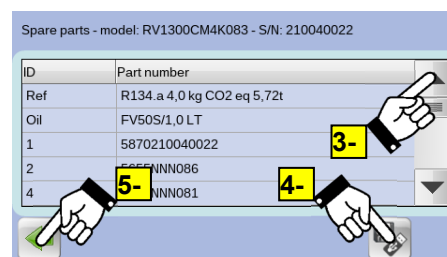 Spare parts - model: RV1300CM4K083 - S/N: 210040022
ID Part number
Ref R134.a 4,0 kg CO2 eq 5,72t
Oil FV50S/1,0 LT
1 5870210040022
3-
2 NNN086
5- 4-
4 NNN081